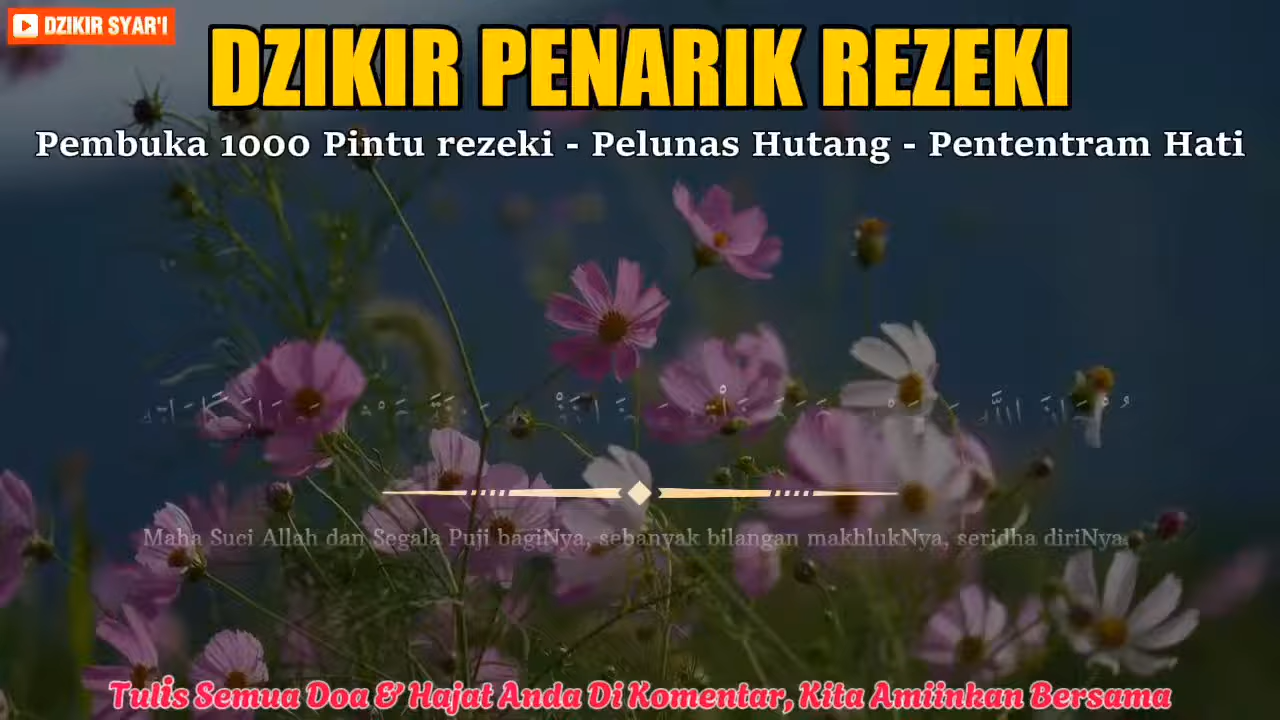 DZIKIR SYAR'I
DZIKIR PENARIK REZEKI
Pembuka 1000 Pintu rezeki - Pelunas Hutang - Pententram Hati
Maha Suci Allah dan Segala Puji bagiNya, sebanyak bilangan makhlukNya, seridha diriNya
Tulis Semua Doa & Hajat Anda Di Komentar, Kita Amiinkan Bersama